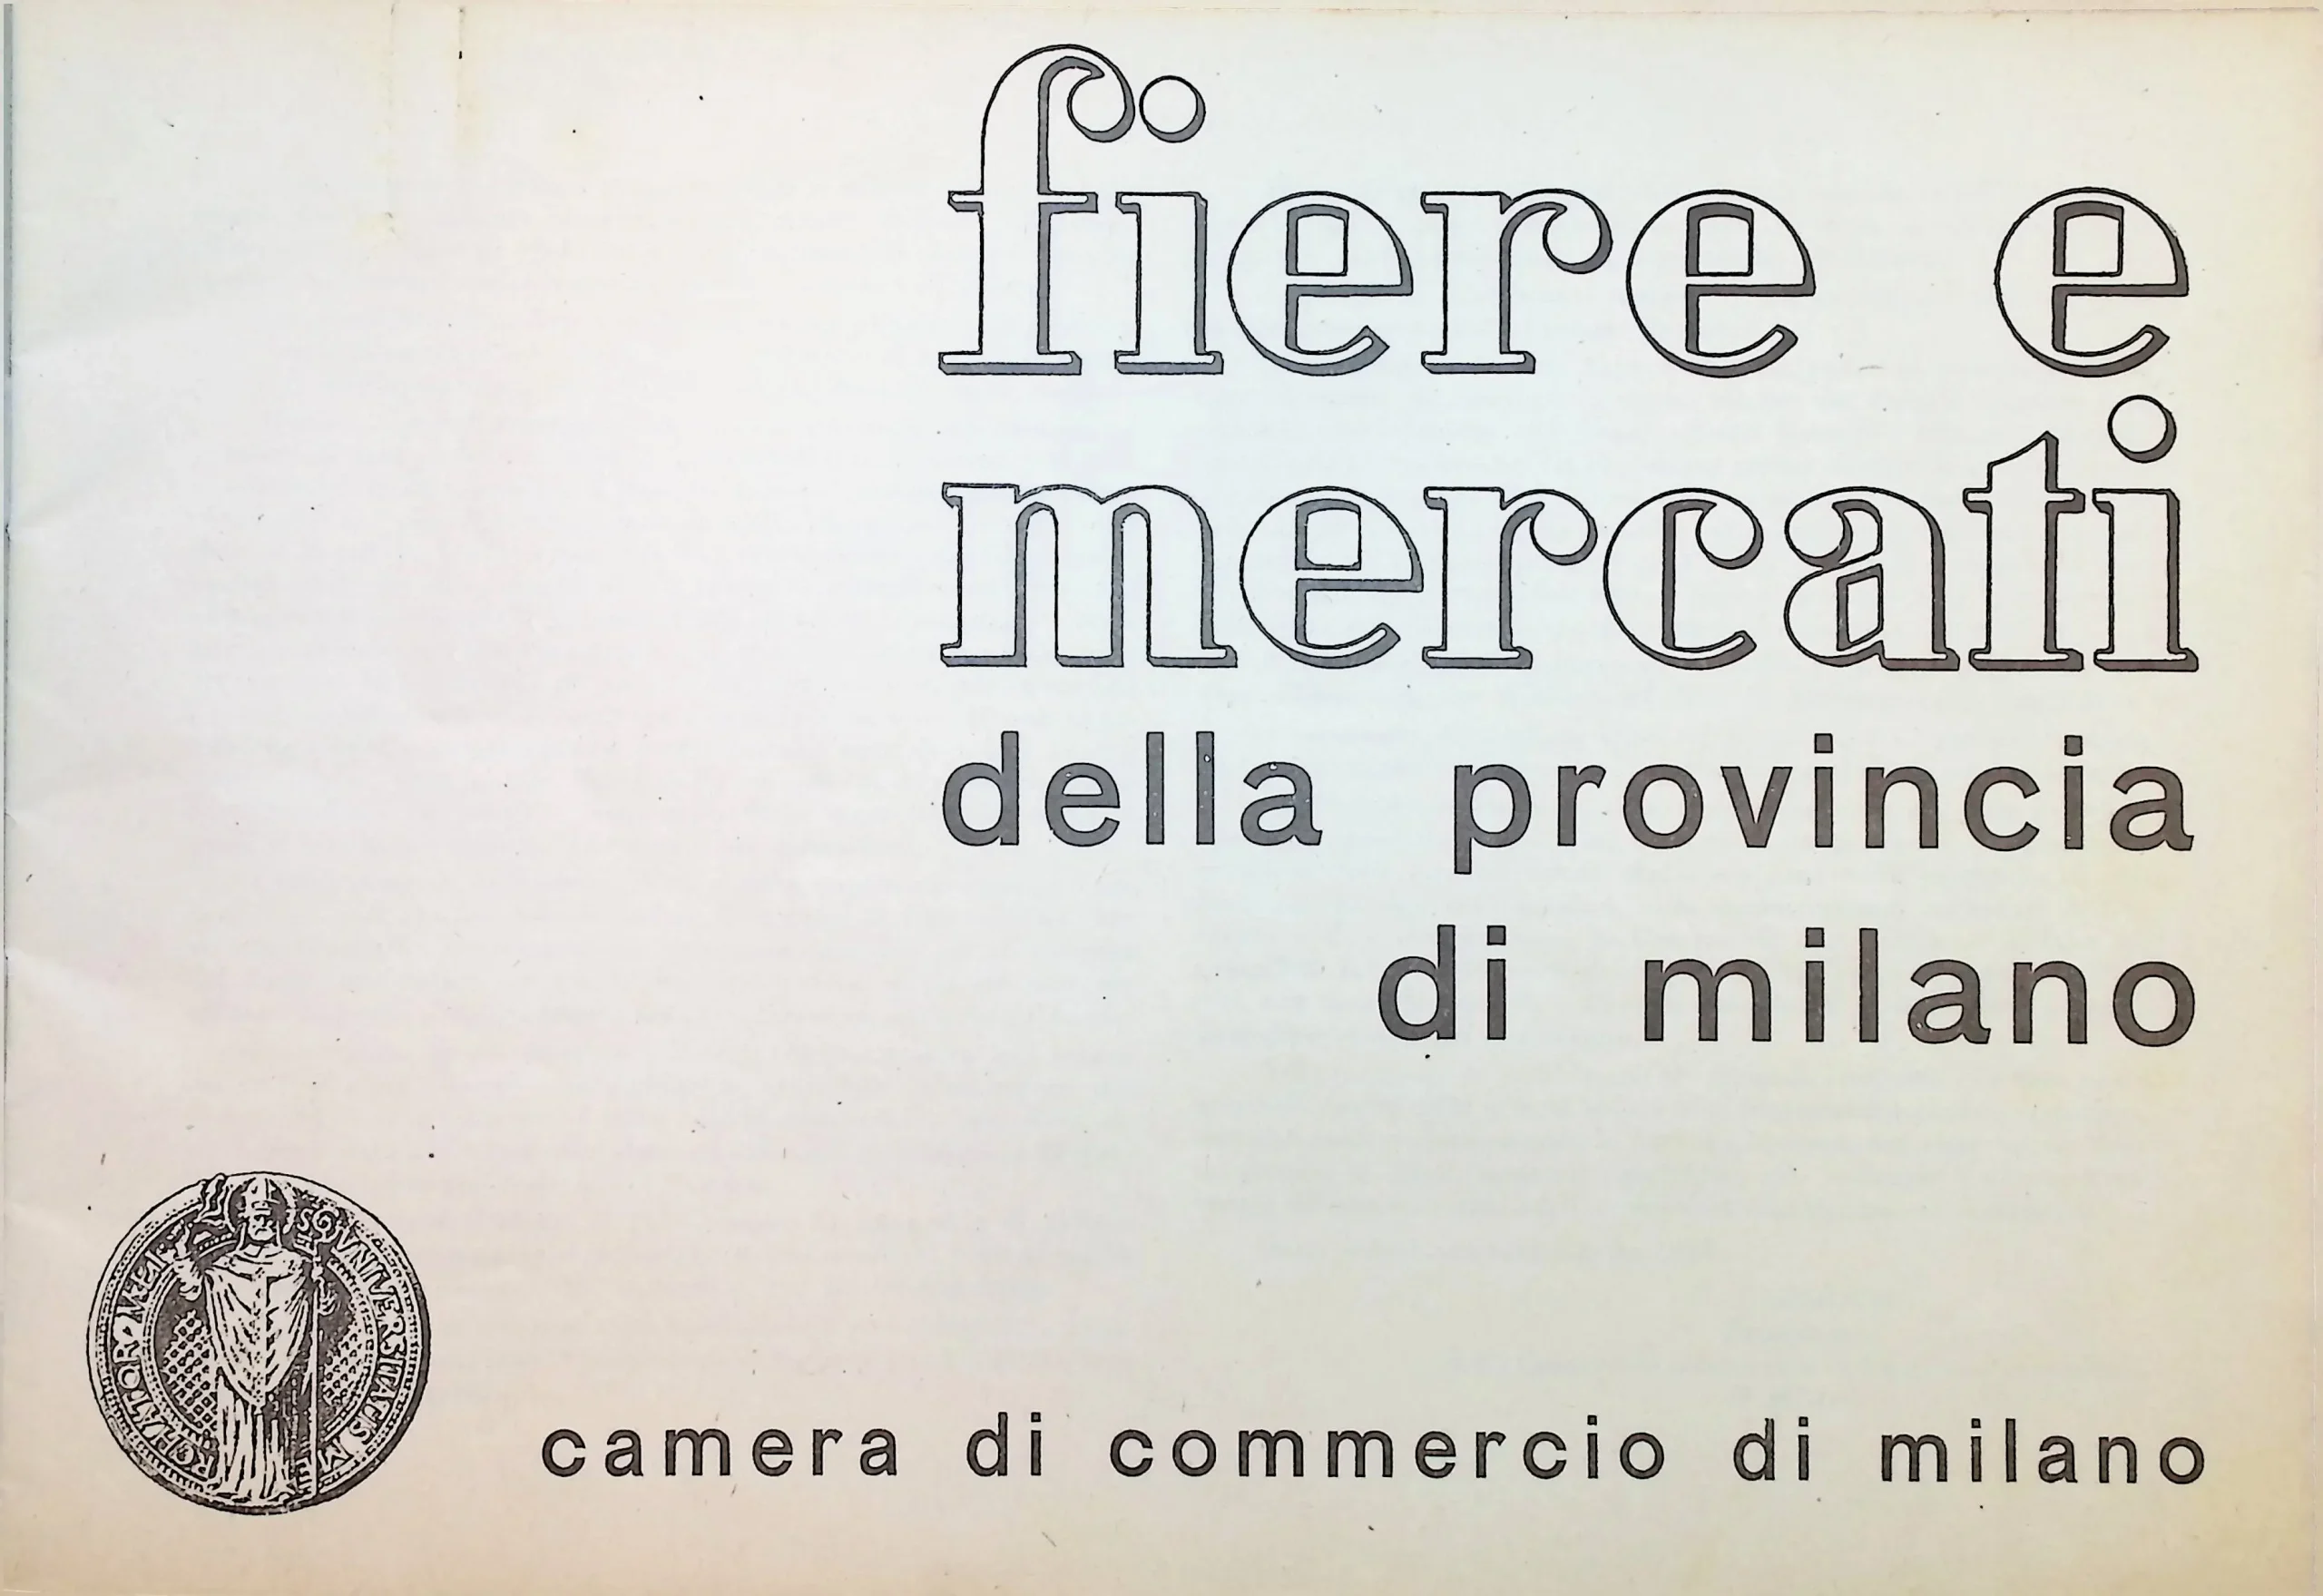 fiere e
mercati
della provincia
di milano
camera di commercio di milano